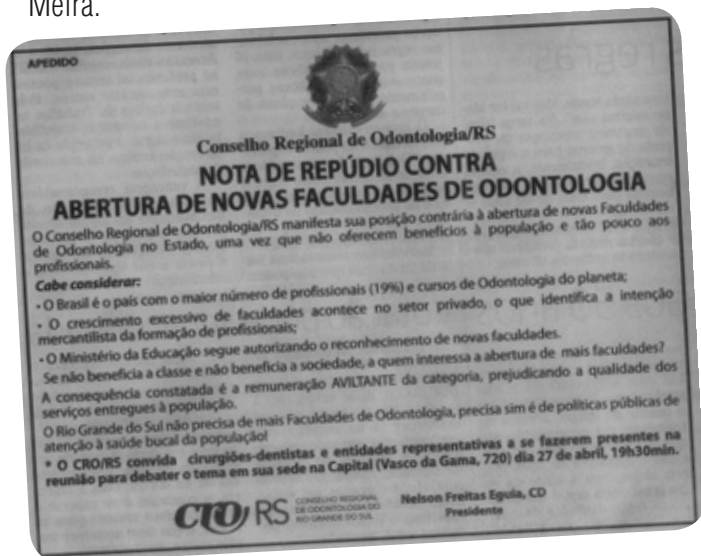 Meira.
APEDIDO
Conselho Regional de Odontologia/RS
NOTA DE REPÚDIO CONTRA
ABERTURA DE NOVAS FACULDADES DE ODONTOLOGIA
O Conselho Regional de Odontologia/RS manifesta sua posição contrária à abertura de novas Faculdades
de Odontologia no Estado, uma vez que não oferecem benefícios à população e tão pouco aos
profissionais.
Cabe considerar:
- O Brasil é o país com o maior número de profissionais (19%) e cursos de Odontologia do planeta;
- O crescimento excessivo de faculdades acontece no setor privado, o que identifica a intenção
mercantilista da formação de profissionais;
- O Ministério da Educação segue autorizando o reconhecimento de novas faculdades.
Se não beneficia a classe e não beneficia a sociedade, a quem interessa a abertura de mais faculdades?
A consequência constatada é a remuneração AVILTANTE da categoria, prejudicando a qualidade dos
serviços entregues à população.
O Rio Grande do Sul não precisa de mais Faculdades de Odontologia, precisa sim é de políticas públicas de
atenção à saúde bucal da população!
* O CRO/RS convida cirurgiões-dentistas e entidades representativas a se fazerem presentes na
reunião para debater o tema em sua sede na Capital (Vasco da Gama, 720) dia 27 de abril, 19h30min.
CRO/RS CONSELHO REGIONAL
DE ODONTOLOGIA DO
RIO GRANDE DO SUL
Nelson Freitas Eguia, CD
Presidente